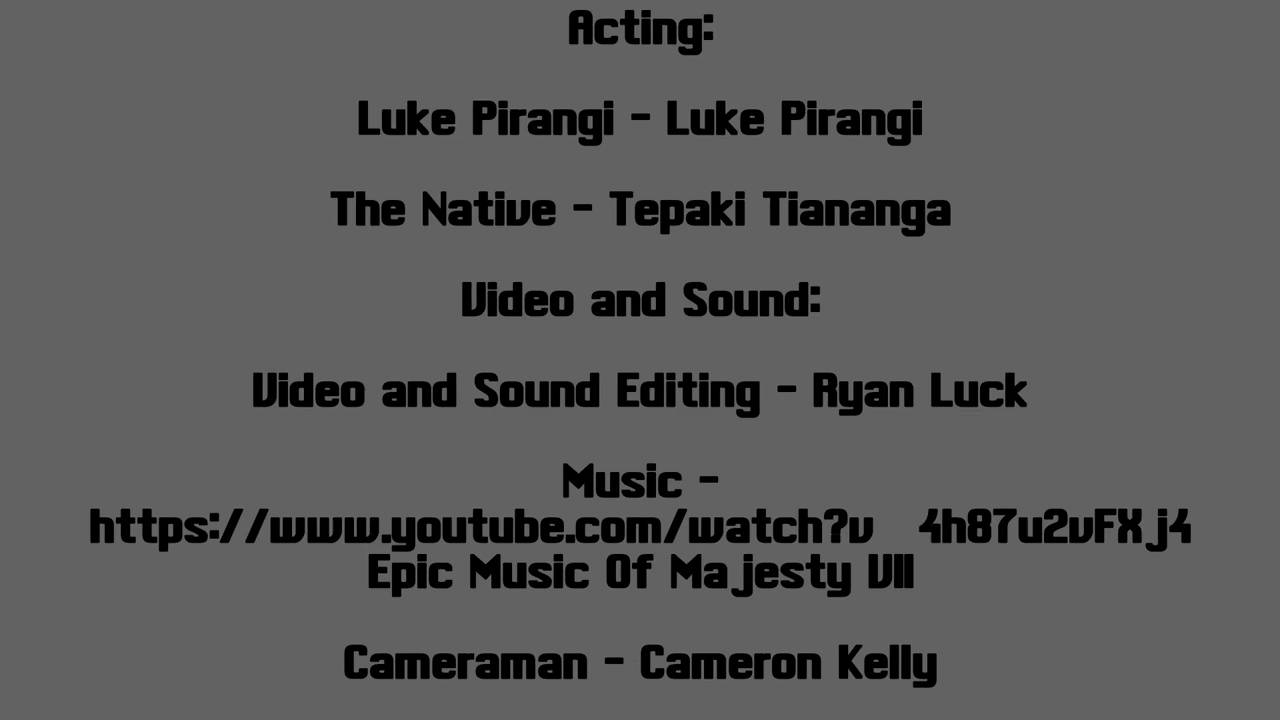 Acting:
Luke Pirangi - Luke Pirangi
The Native - Tepaki Tiananga
Video and Sound:
Video and Sound Editing - Ryan Luck
Music -
https://www.youtube.com/watch?v 4h87u2vFXj4
Epic Music Of Majesty VII
Cameraman - Cameron Kelly